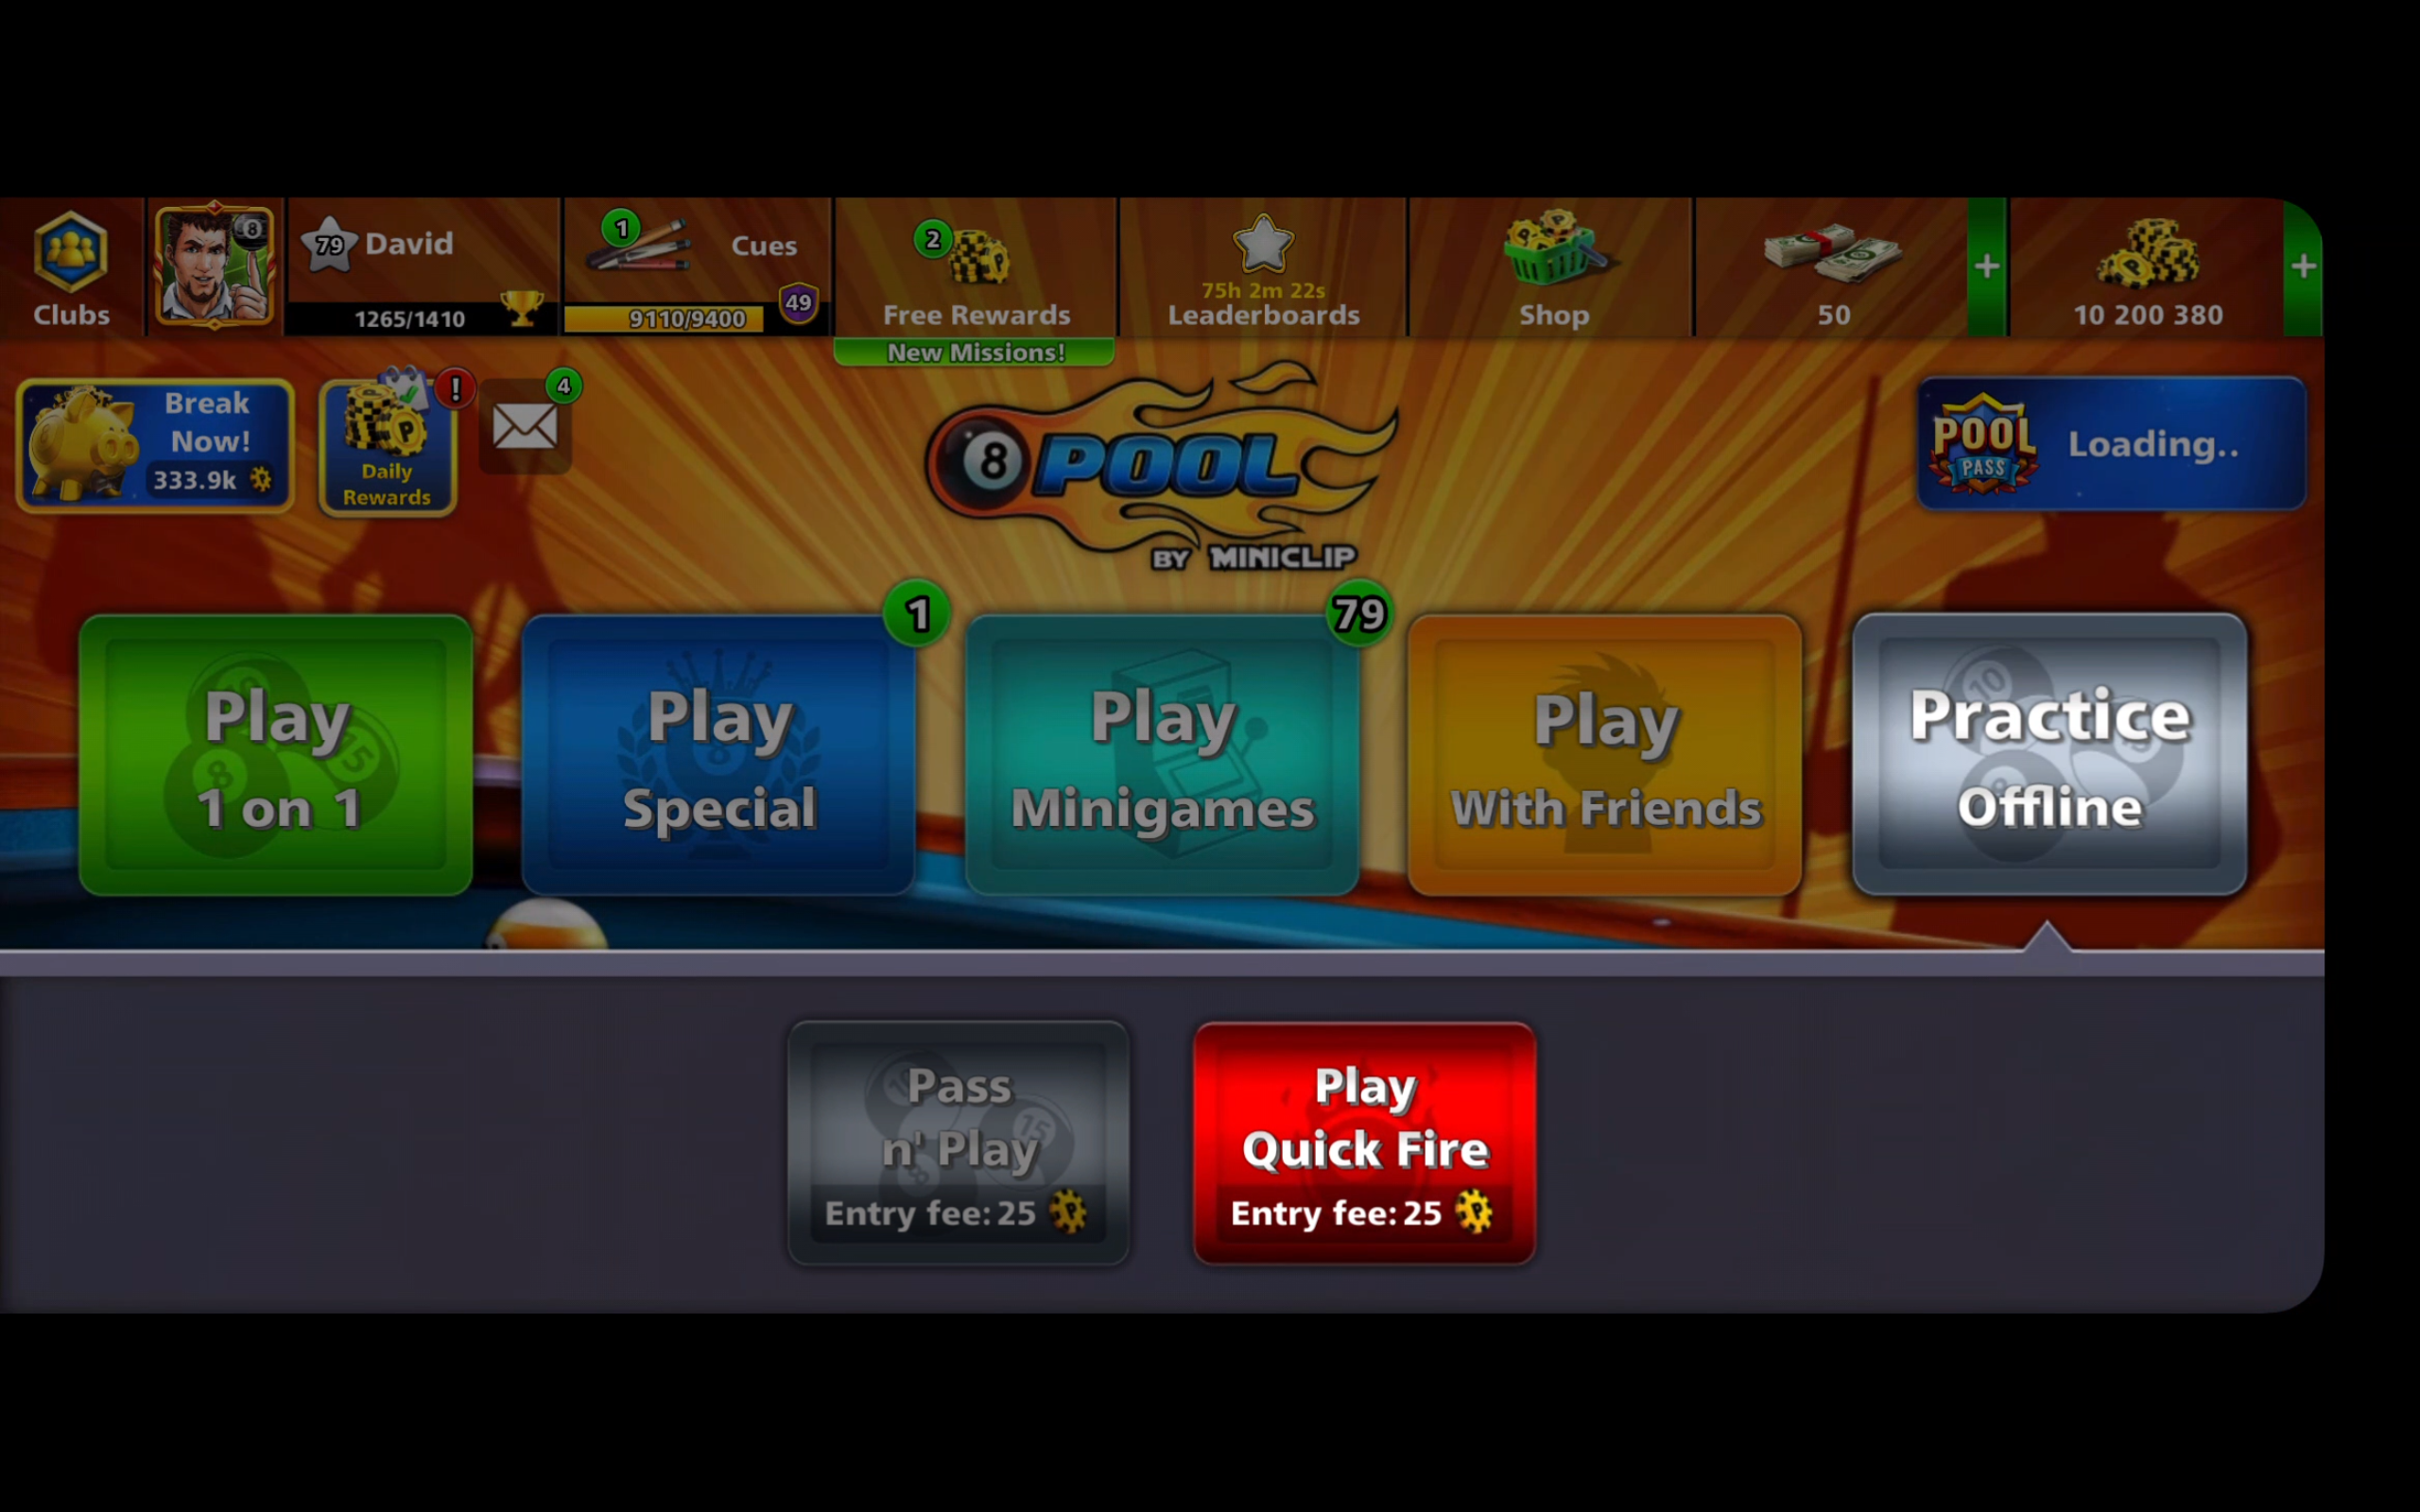 Clubs
79 David
1265/1410
1
Cues
9110/9400
49
2
Free Rewards
New Missions!
75h 2m 22s
Leaderboards
Shop
50
+
10 200 380
+
Break
Now!
333.9k
!
Daily
Rewards
4
8 POOL
BY MINICLIP
POOL
PASS
Loading..
Play
1 on 1
1
Play
Special
79
Play
Minigames
Play
With Friends
Practice
Offline
Pass
n' Play
Entry fee: 25
Play
Quick Fire
Entry fee: 25